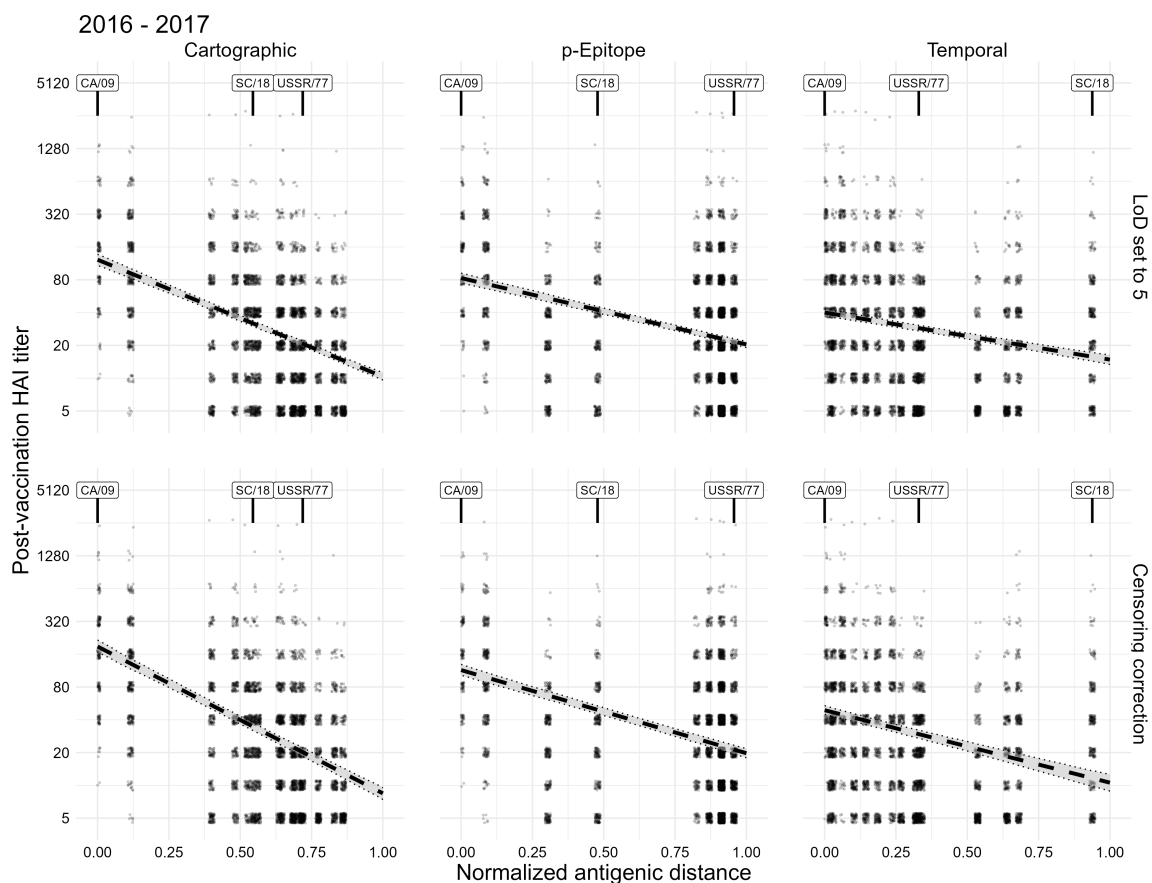 2016 - 2017
Cartographic p-Epitope Temporal
CA/09 SC/18 USSR/77 CA/09 SC/18 USSR/77 CA/09 USSR/77 SC/18
5120
1280
320
80
20
5
LoD set to 5
Post-vaccination HAI titer
CA/09 SC/18 USSR/77 CA/09 SC/18 USSR/77 CA/09 USSR/77 SC/18
5120
1280
320
80
20
5
Censoring correction
0.00 0.25 0.50 0.75 1.00 0.00 0.25 0.50 0.75 1.00 0.00 0.25 0.50 0.75 1.00
Normalized antigenic distance